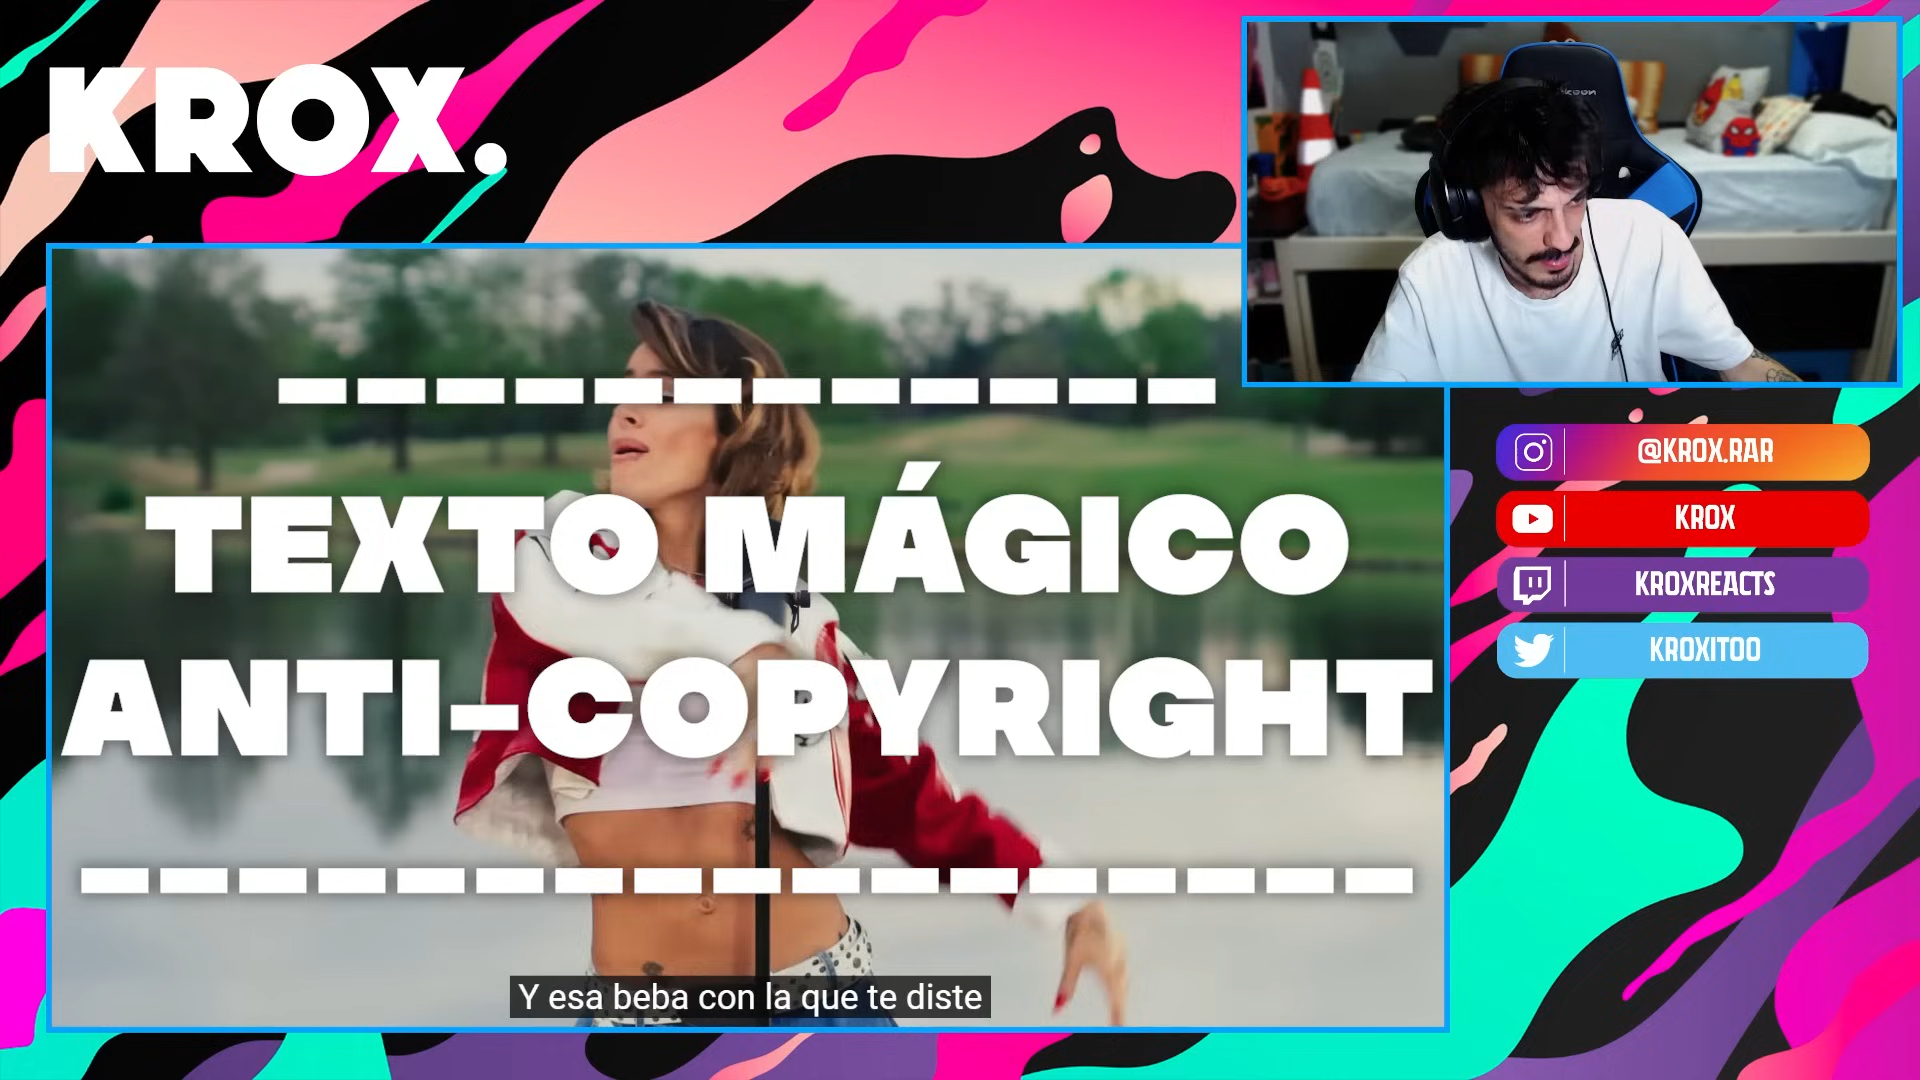 KROX.
TEXTO MÁGICO
ANTI-COPYRIGHT
Y esa beba con la que te diste
@KROX.RAR
KROX
KROXREACTS
KROXITOO